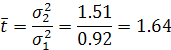 t̄ = σ₂² / σ₁² = 1.51 / 0.92 = 1.64